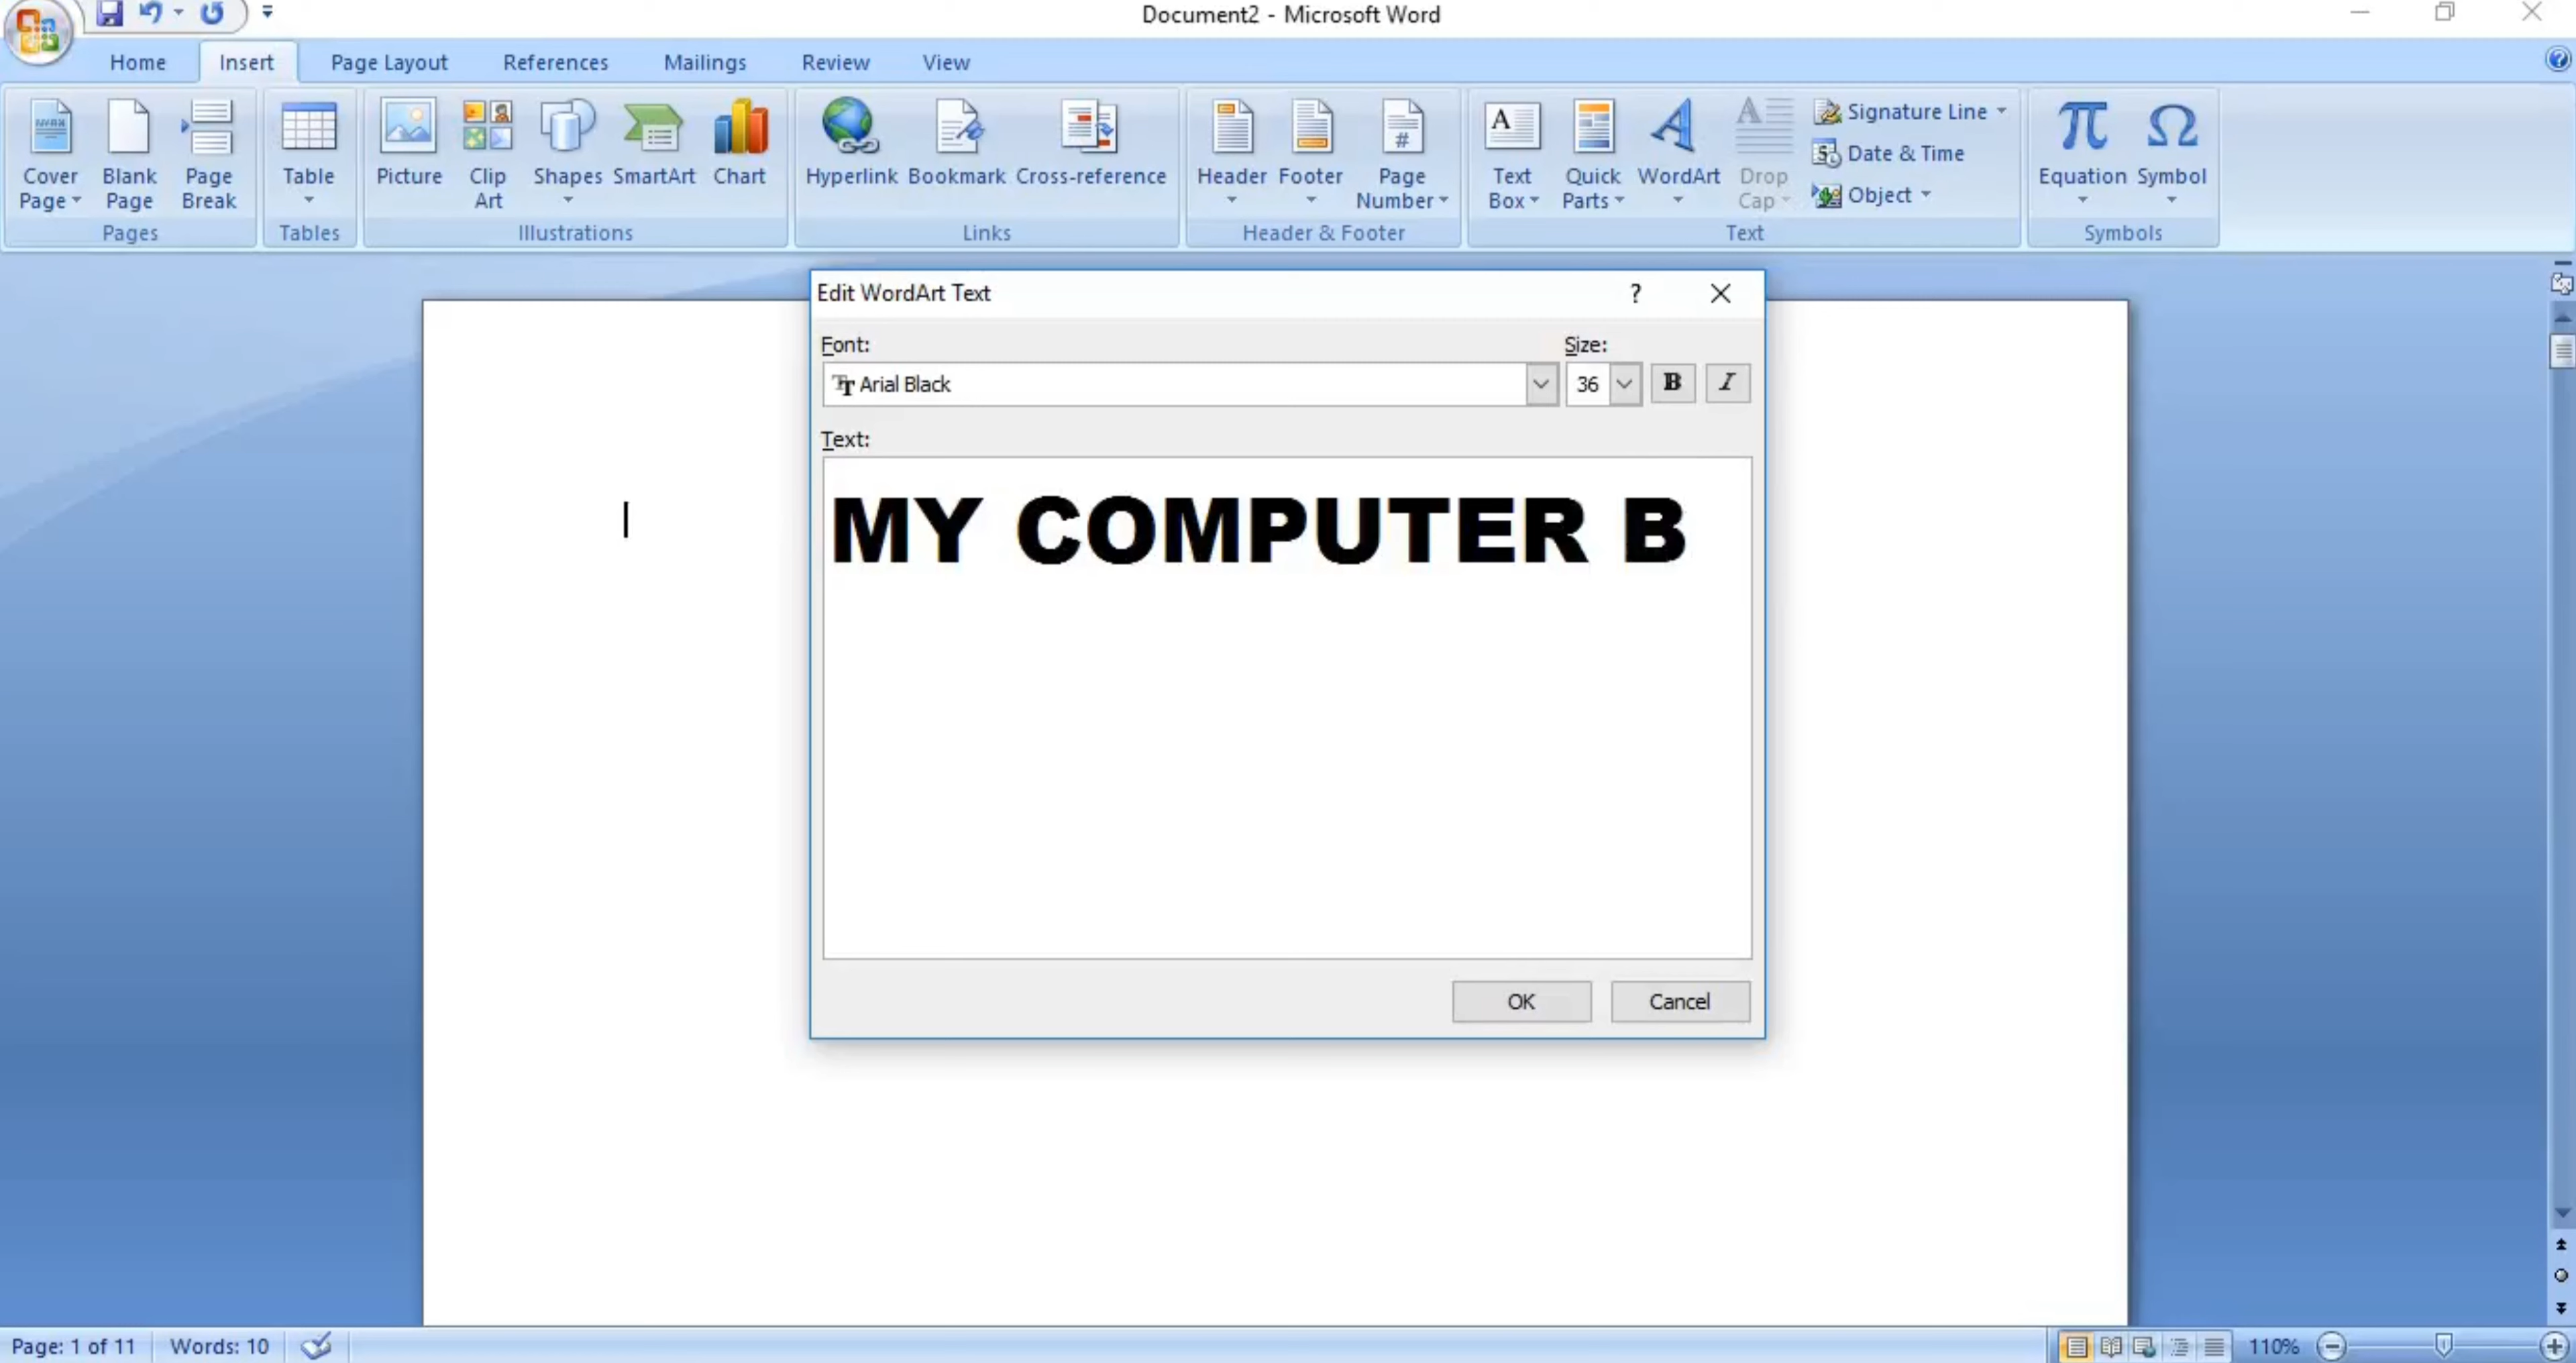 Document2 - Microsoft Word
Home Insert Page Layout References Mailings Review View
Cover Page Blank Page Page Break Table Picture Clip Art Shapes SmartArt Chart Hyperlink Bookmark Cross-reference Header Footer Page Number Text Box Quick Parts WordArt Drop Cap Signature Line Date & Time Object Equation Symbol
Pages Tables Illustrations Links Header & Footer Text Symbols
Edit WordArt Text
Font: Size:
Arial Black 36 B I
Text:
MY COMPUTER B
OK Cancel
Page: 1 of 11 Words: 10 110%